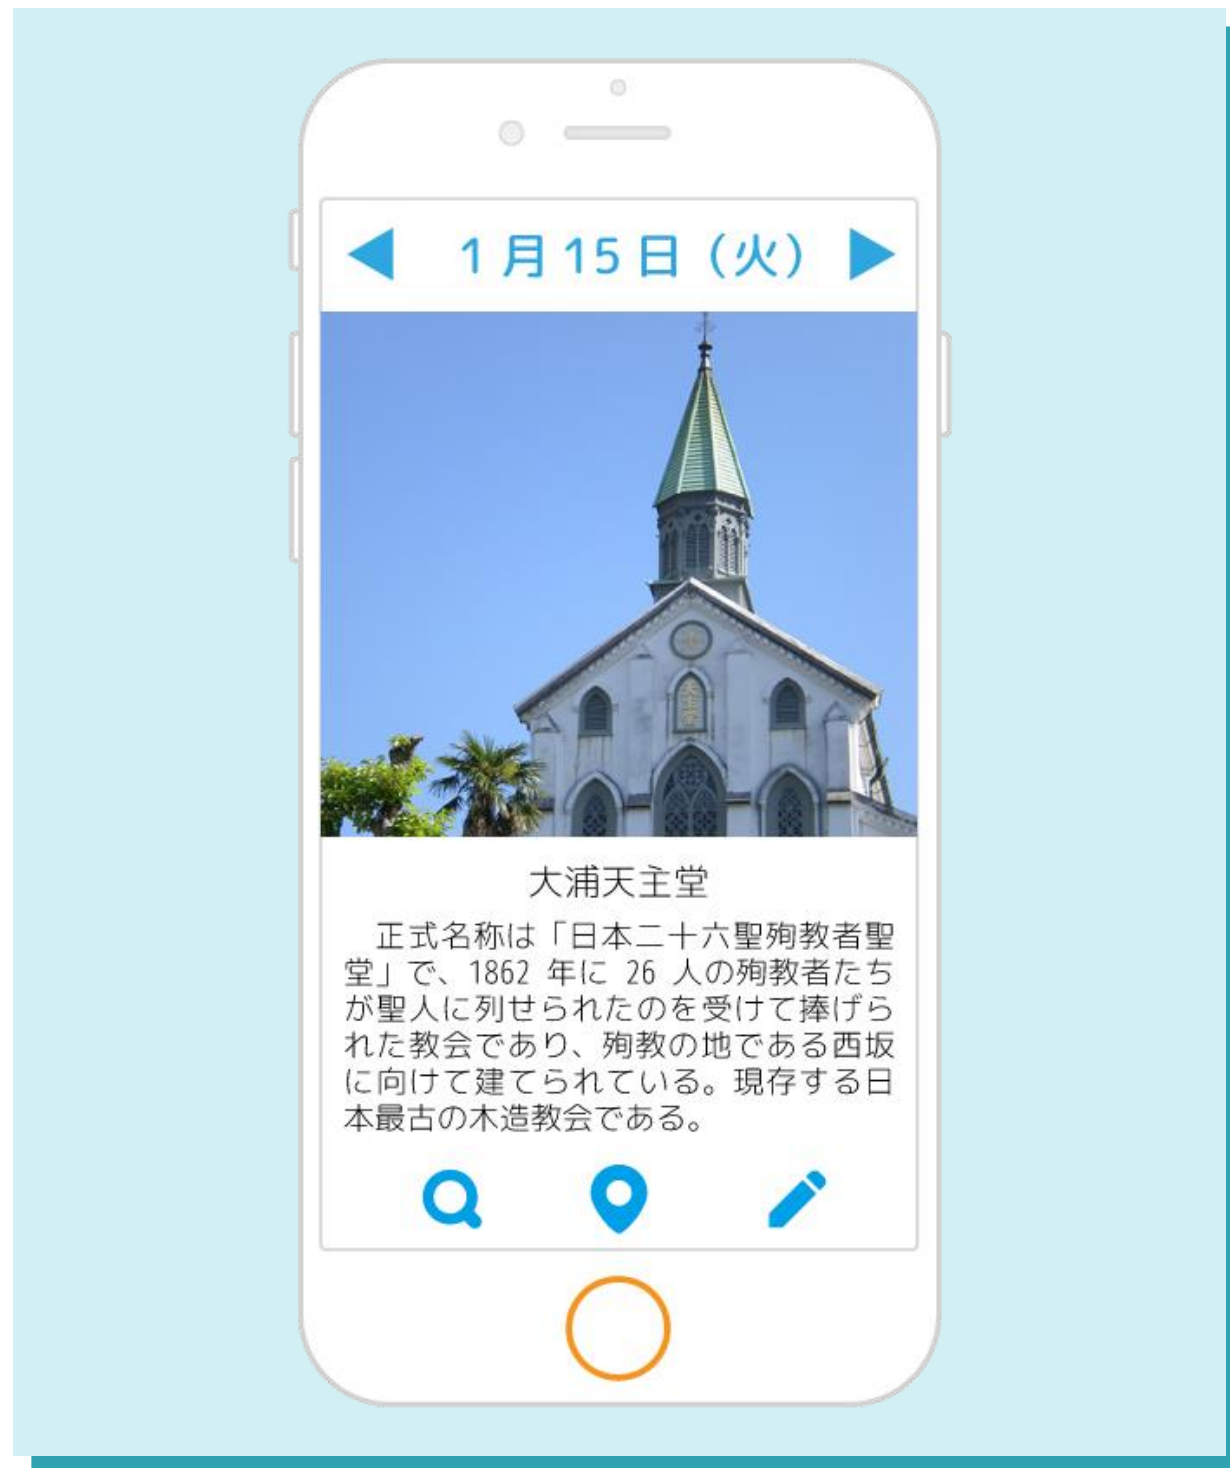 1月15日（火）
天主堂
大浦天主堂
　正式名称は「日本二十六聖殉教者聖
堂」で、1862 年に 26 人の殉教者たち
が聖人に列せられたのを受けて捧げら
れた教会であり、殉教の地である西坂
に向けて建てられている。現存する日
本最古の木造教会である。